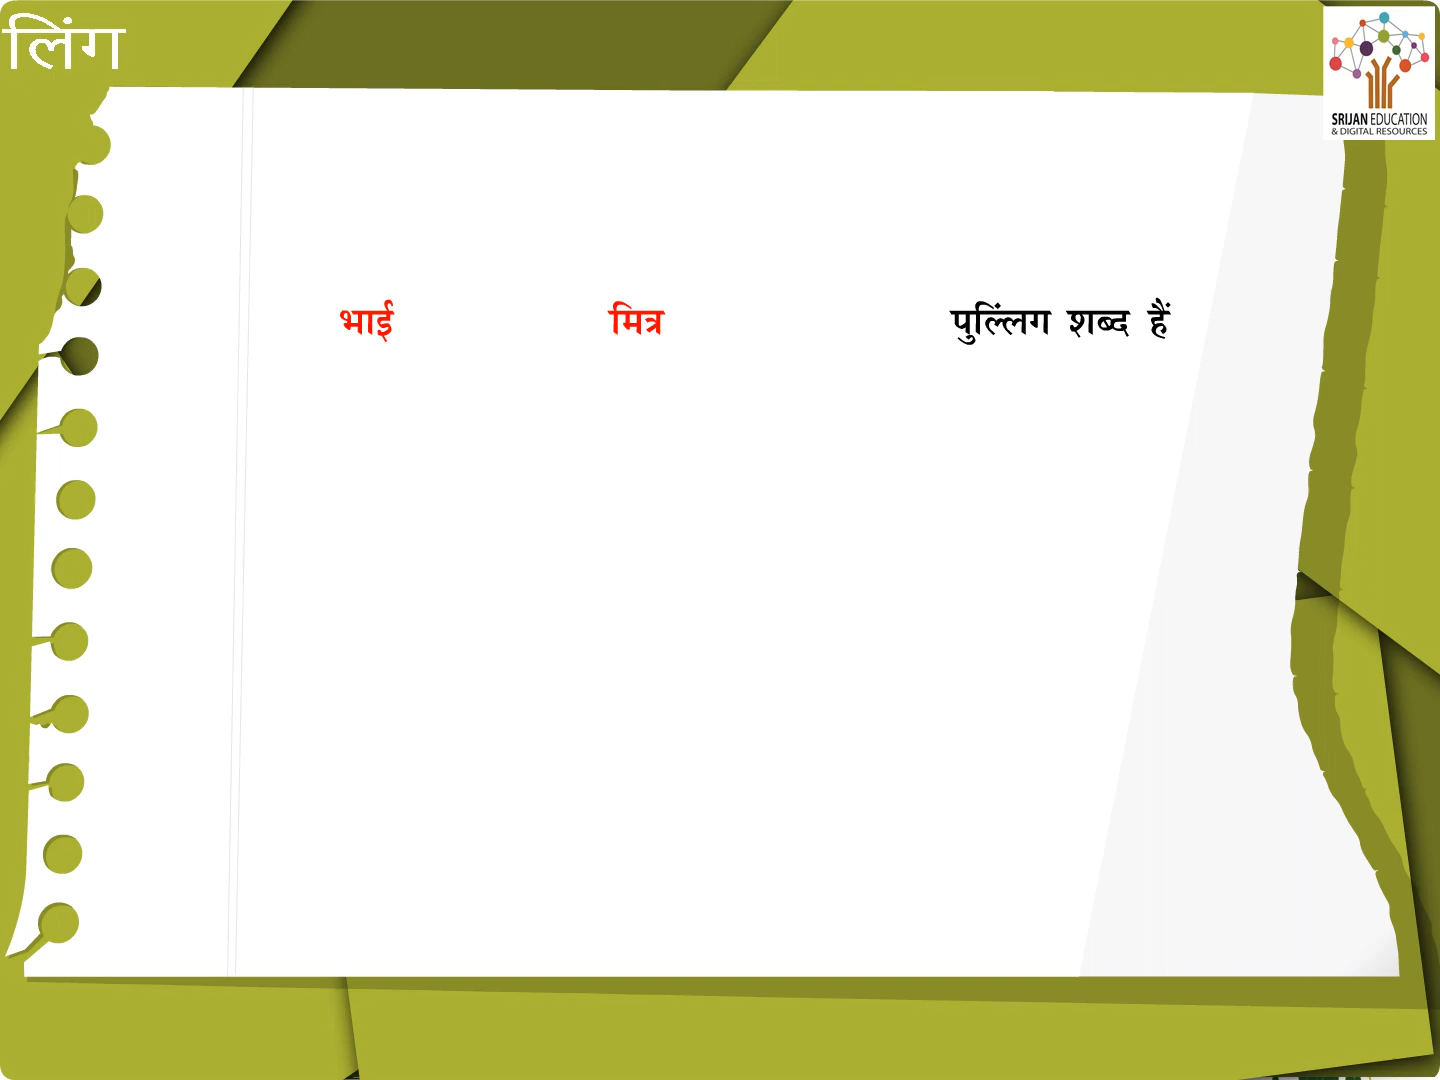 लिंग
SRIJAN EDUCATION
& DIGITAL RESOURCES
भाई मित्र पुल्लिंग शब्द हैं